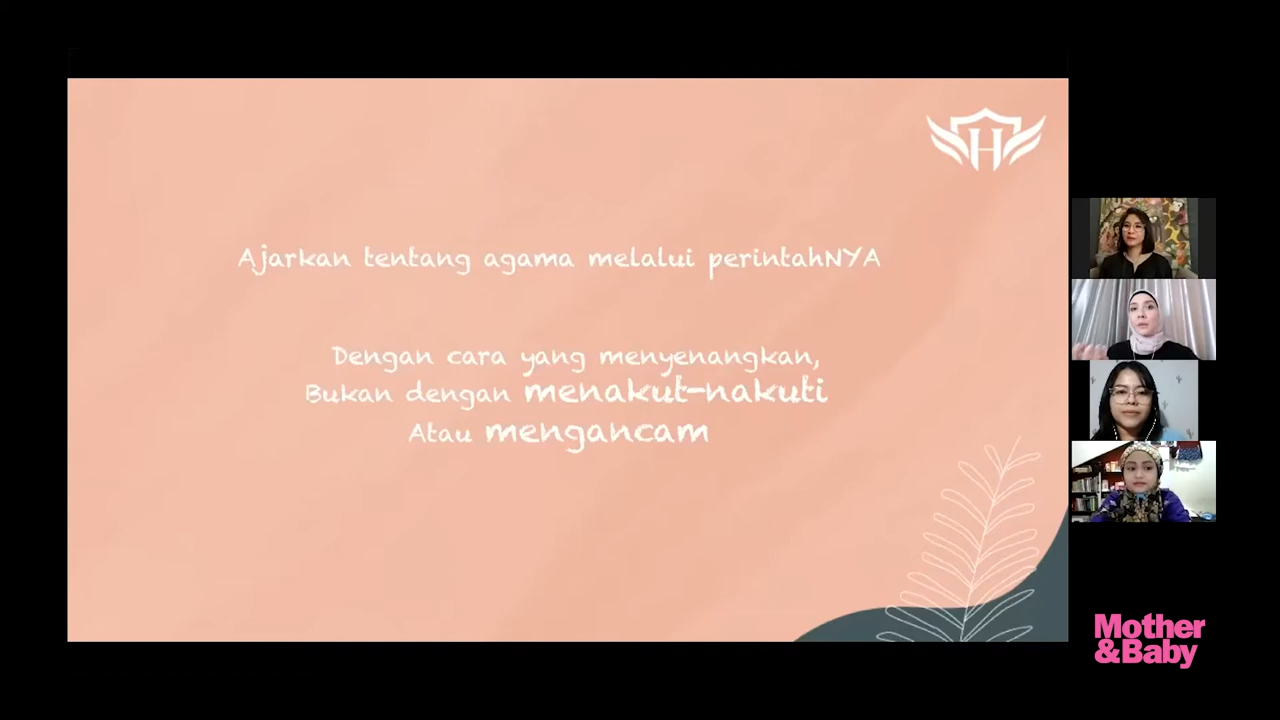 H
Ajarkan tentang agama melalui perintahNYA
Dengan cara yang menyenangkan,
Bukan dengan menakut-nakuti
Atau mengancam
Mother
&Baby